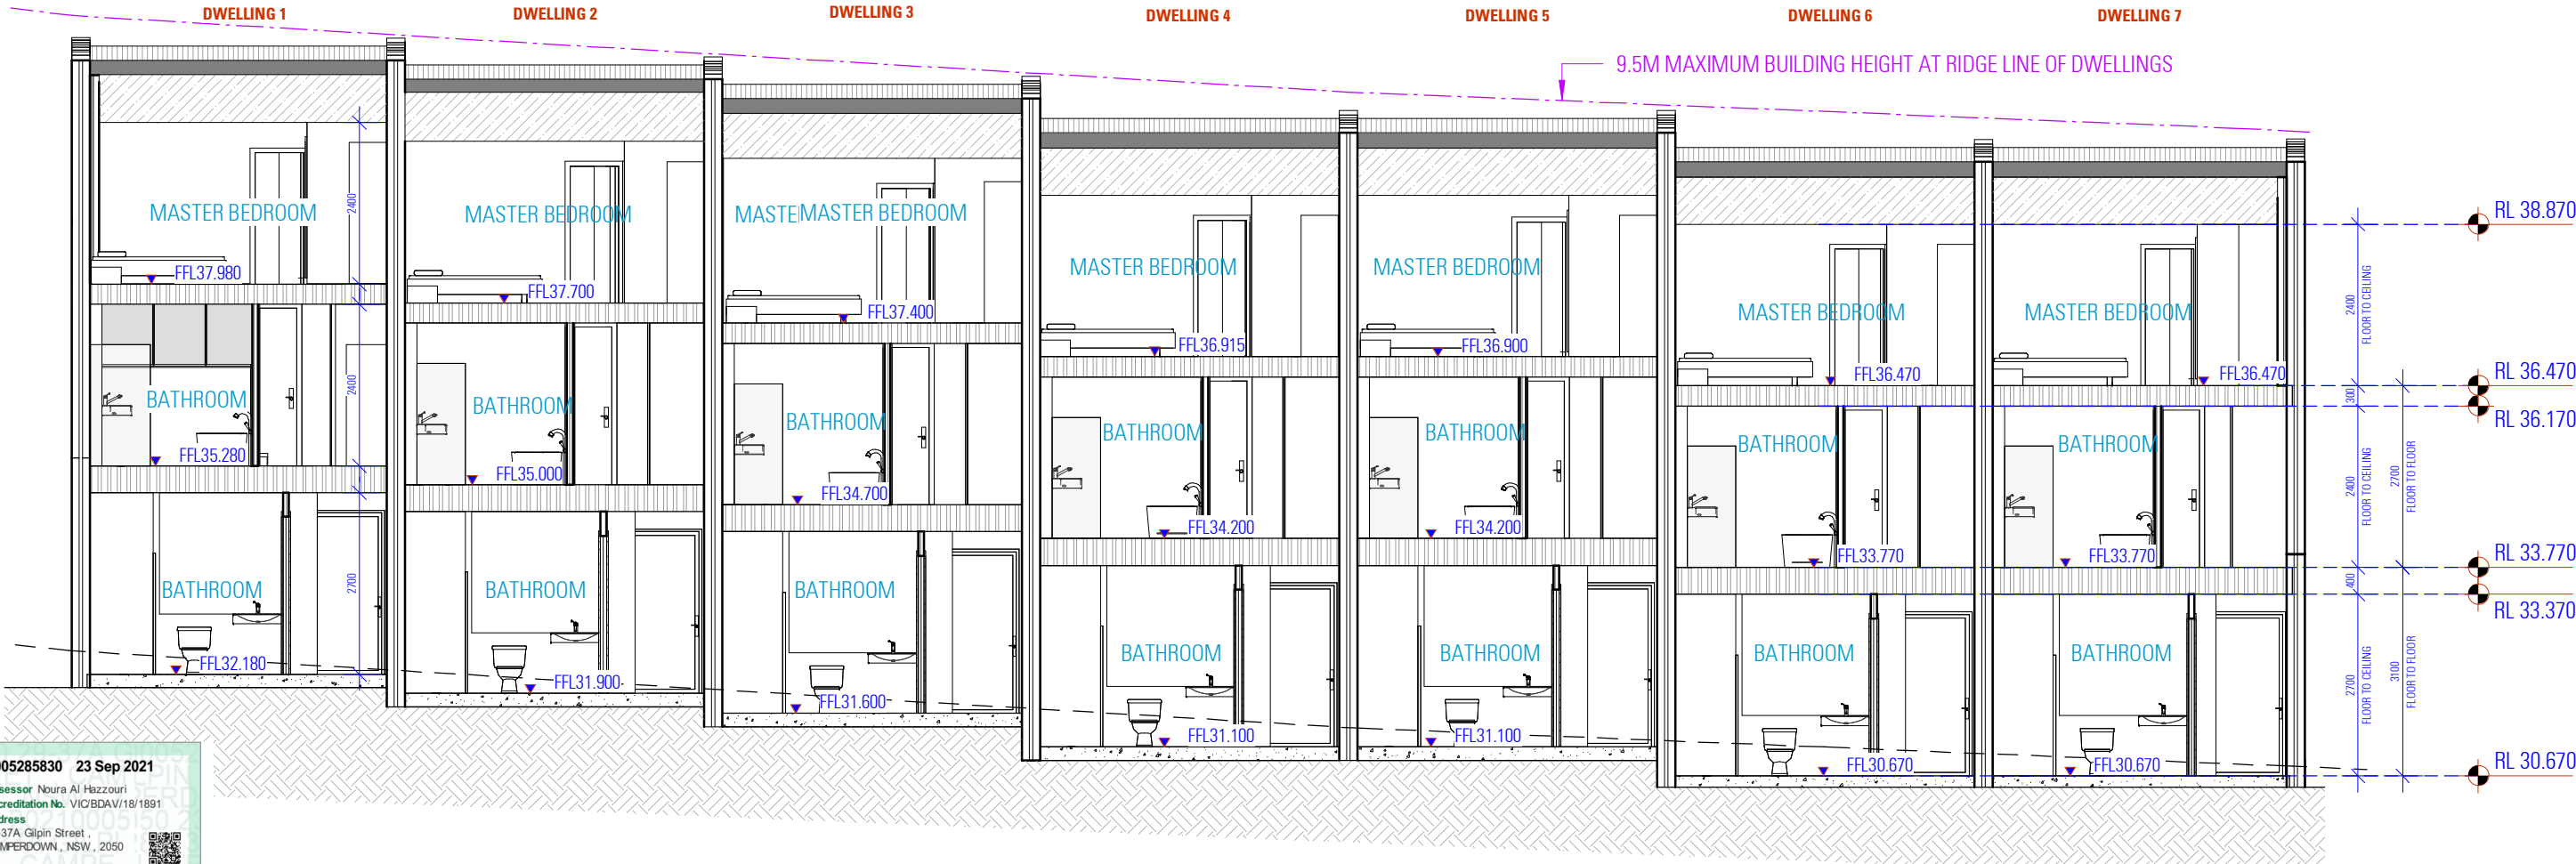 DWELLING 1
DWELLING 2
DWELLING 3
DWELLING 4
DWELLING 5
DWELLING 6
DWELLING 7
9.5M MAXIMUM BUILDING HEIGHT AT RIDGE LINE OF DWELLINGS
MASTER BEDROOM
2400
FFL37.980
BATHROOM
2400
FFL35.280
BATHROOM
2700
FFL32.180
MASTER BEDROOM
FFL37.700
BATHROOM
FFL35.000
BATHROOM
FFL31.900
MASTE
MASTER BEDROOM
FFL37.400
BATHROOM
FFL34.700
BATHROOM
FFL31.600
MASTER BEDROOM
FFL36.915
BATHROOM
FFL34.200
BATHROOM
FFL31.100
MASTER BEDROOM
FFL36.900
BATHROOM
FFL34.200
BATHROOM
FFL31.100
MASTER BEDROOM
FFL36.470
BATHROOM
FFL33.770
BATHROOM
FFL30.670
MASTER BEDROOM
FFL36.470
BATHROOM
FFL33.770
BATHROOM
FFL30.670
2400
FLOOR TO CEILING
300
2400
FLOOR TO CEILING
2700
FLOOR TO FLOOR
400
2700
FLOOR TO CEILING
3100
FLOOR TO FLOOR
RL 38.870
RL 36.470
RL 36.170
RL 33.770
RL 33.370
RL 30.670
005285830 23 Sep 2021
sessor Noura Al Hazzouri
creditation No. VIC/BDAV/18/1891
dress
37A Gilpin Street ,
MPERDOWN , NSW , 2050